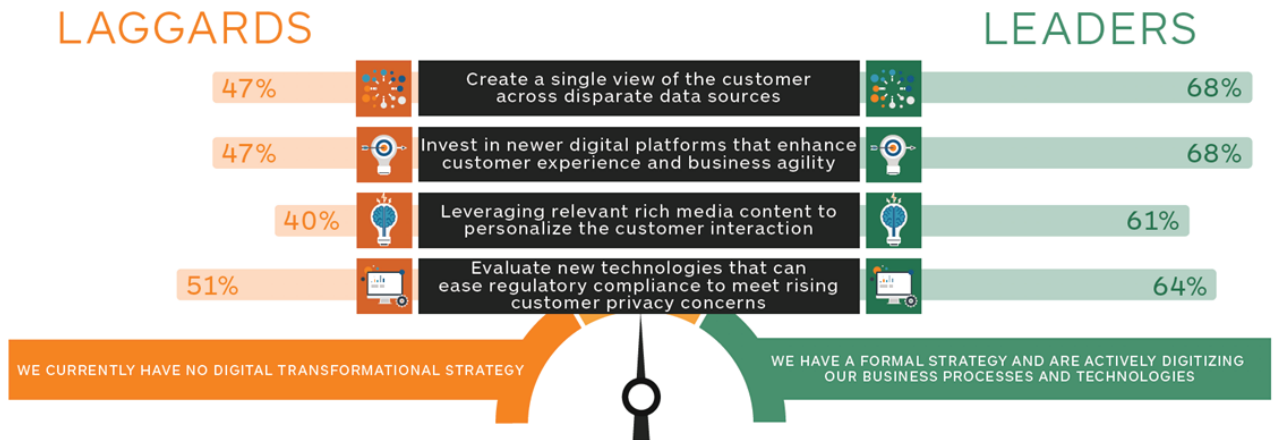 LAGGARDS
LEADERS
47%
Create a single view of the customer
across disparate data sources
68%
47%
Invest in newer digital platforms that enhance
customer experience and business agility
68%
40%
Leveraging relevant rich media content to
personalize the customer interaction
61%
51%
Evaluate new technologies that can
ease regulatory compliance to meet rising
customer privacy concerns
64%
WE CURRENTLY HAVE NO DIGITAL TRANSFORMATIONAL STRATEGY
WE HAVE A FORMAL STRATEGY AND ARE ACTIVELY DIGITIZING
OUR BUSINESS PROCESSES AND TECHNOLOGIES